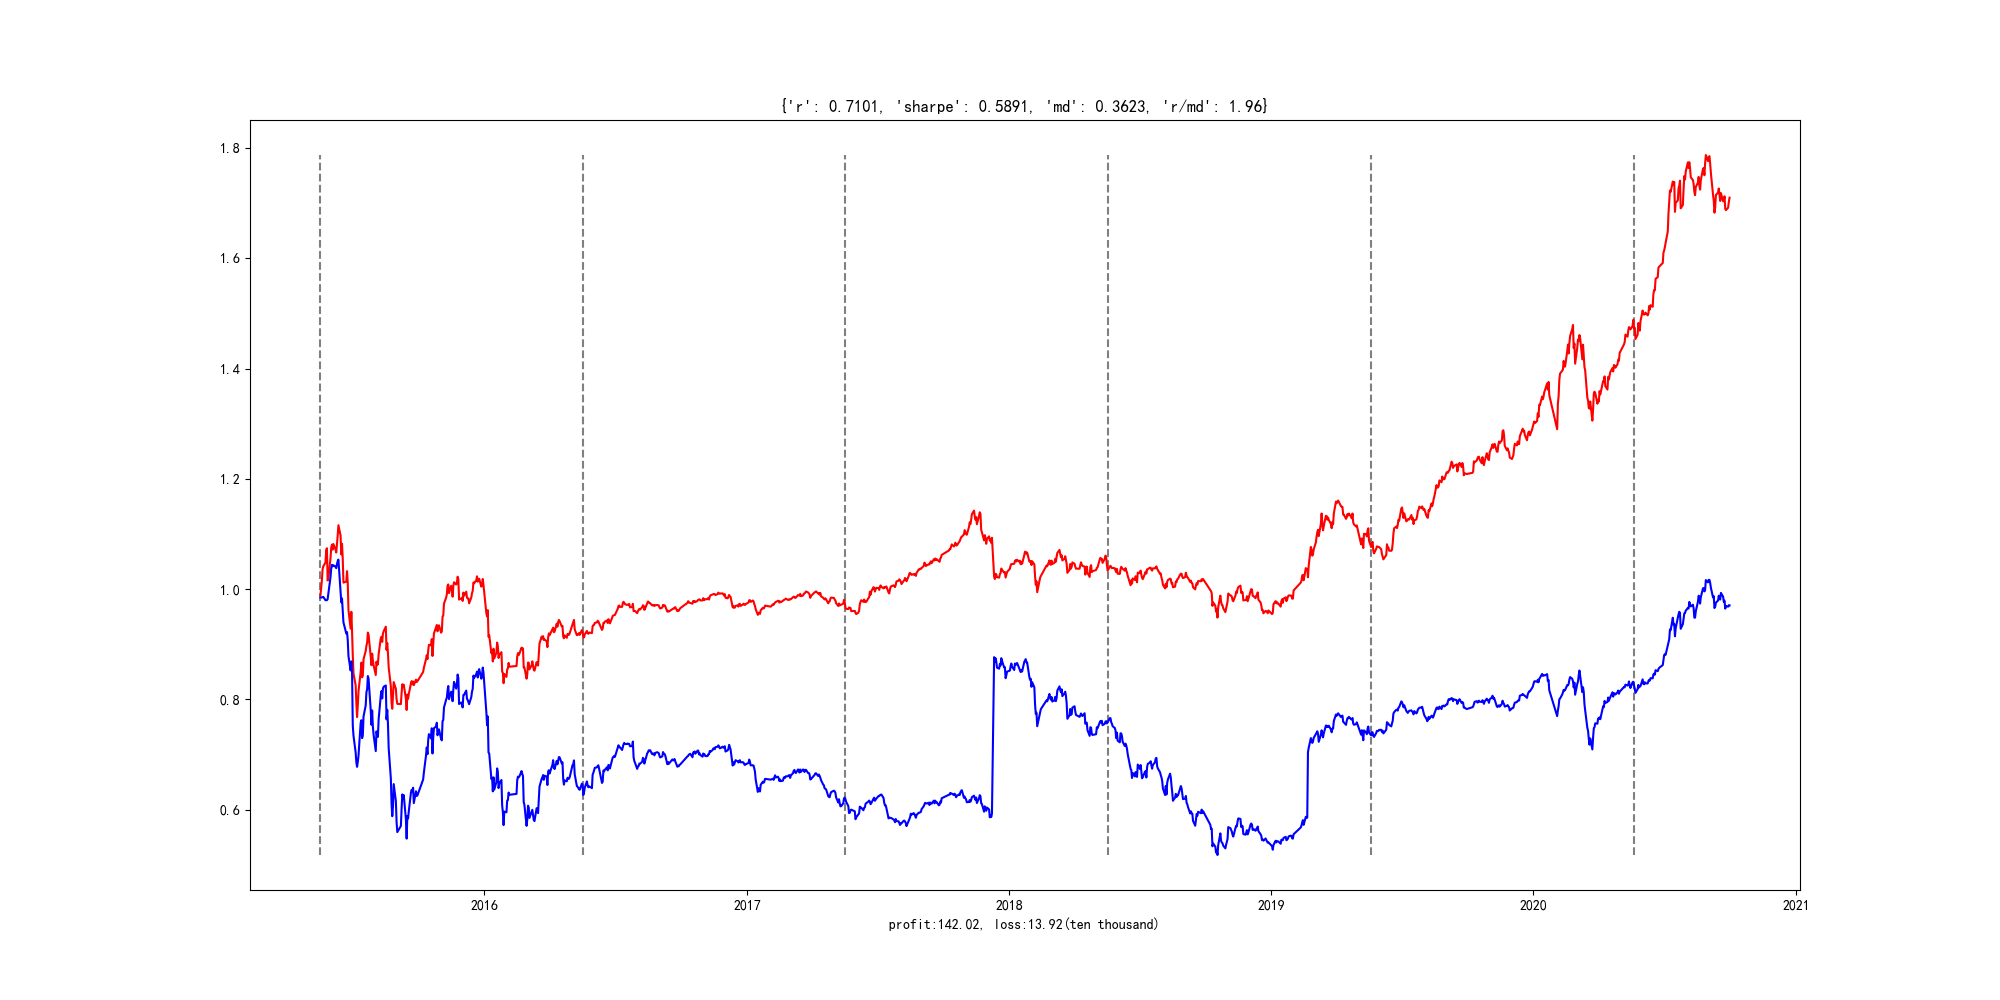 {'r': 0.7101, 'sharpe': 0.5891, 'md': 0.3623, 'r/md': 1.96}
1.8
1.6
1.4
1.2
1.0
0.8
0.6
2016 2017 2018 2019 2020 2021
profit:142.02, loss:13.92(ten thousand)